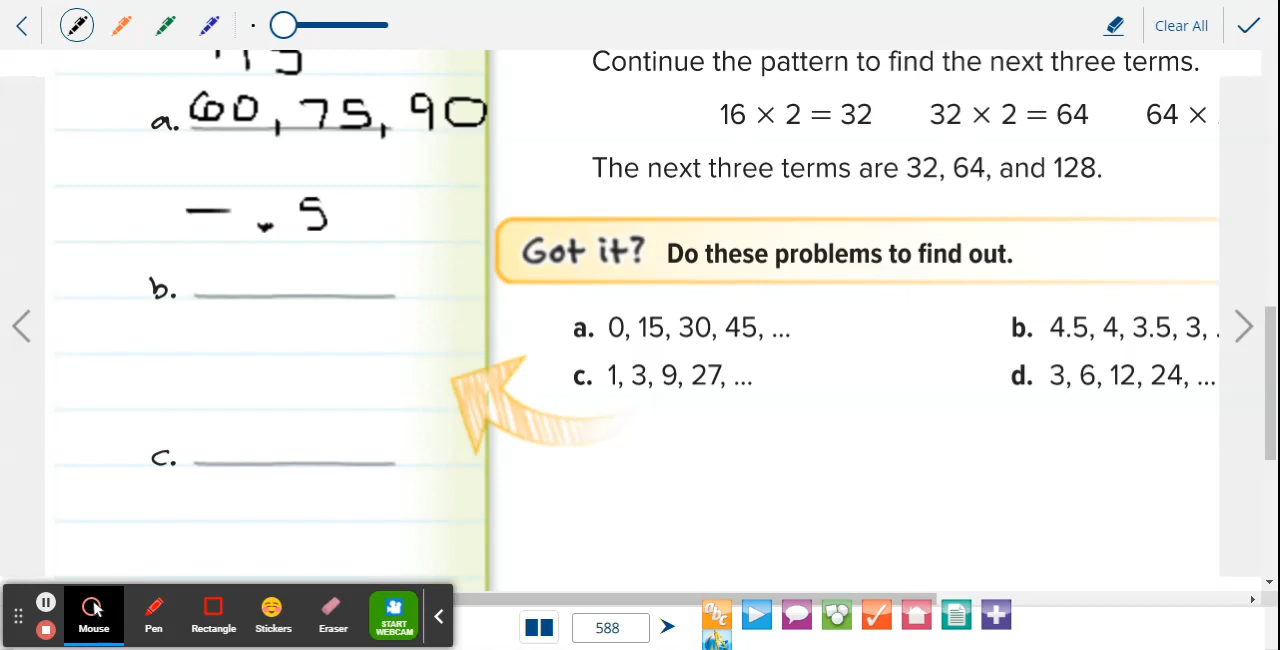 Clear All
+15
a. 60, 75, 90
- .5
b.
c.
Continue the pattern to find the next three terms.
16 × 2 = 32 32 × 2 = 64 64 ×
The next three terms are 32, 64, and 128.
Got it? Do these problems to find out.
a. 0, 15, 30, 45, ... b. 4.5, 4, 3.5, 3, .
c. 1, 3, 9, 27, ... d. 3, 6, 12, 24, ...
Mouse Pen Rectangle Stickers Eraser START WEBCAM
588
abc